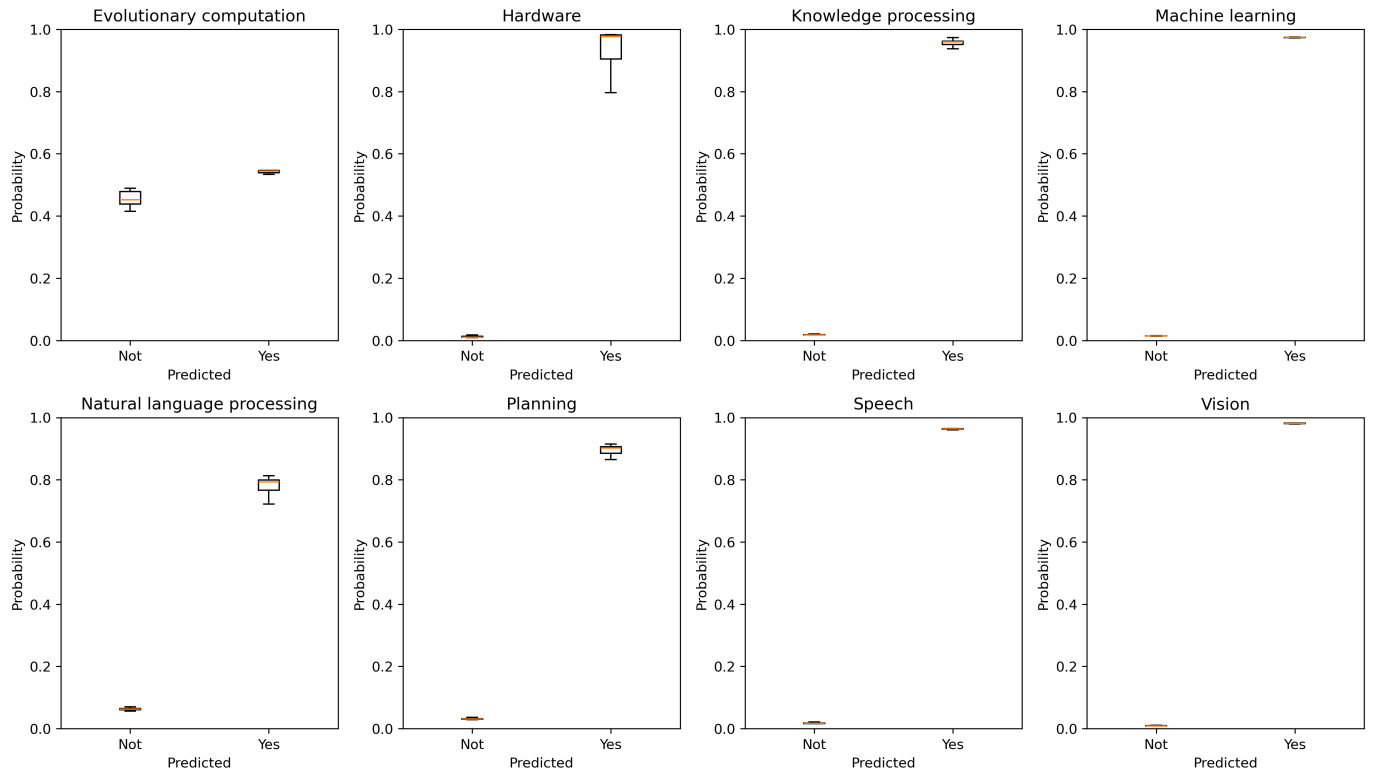 Evolutionary computation
Probability
1.0
0.8
0.6
0.4
0.2
0.0
Not Yes
Predicted
Hardware
Probability
1.0
0.8
0.6
0.4
0.2
0.0
Not Yes
Predicted
Knowledge processing
Probability
1.0
0.8
0.6
0.4
0.2
0.0
Not Yes
Predicted
Machine learning
Probability
1.0
0.8
0.6
0.4
0.2
0.0
Not Yes
Predicted
Natural language processing
Probability
1.0
0.8
0.6
0.4
0.2
0.0
Not Yes
Predicted
Planning
Probability
1.0
0.8
0.6
0.4
0.2
0.0
Not Yes
Predicted
Speech
Probability
1.0
0.8
0.6
0.4
0.2
0.0
Not Yes
Predicted
Vision
Probability
1.0
0.8
0.6
0.4
0.2
0.0
Not Yes
Predicted